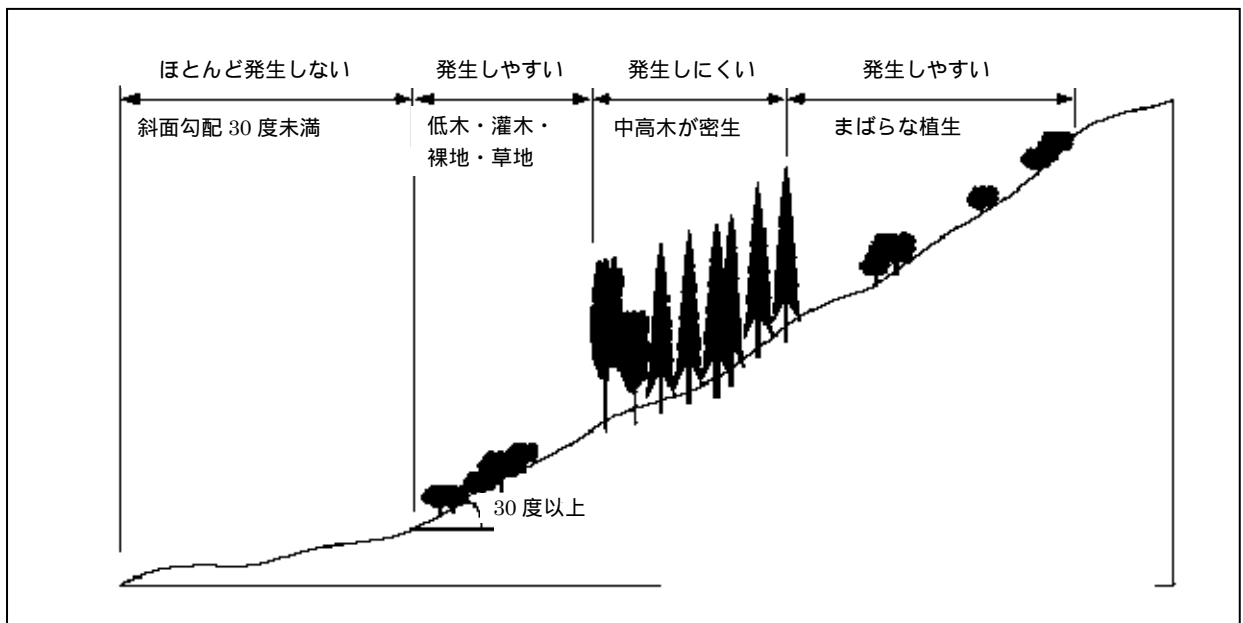 ほとんど発生しない
発生しやすい
発生しにくい
発生しやすい
斜面勾配 30 度未満
低木・灌木・
裸地・草地
中高木が密生
まばらな植生
30 度以上